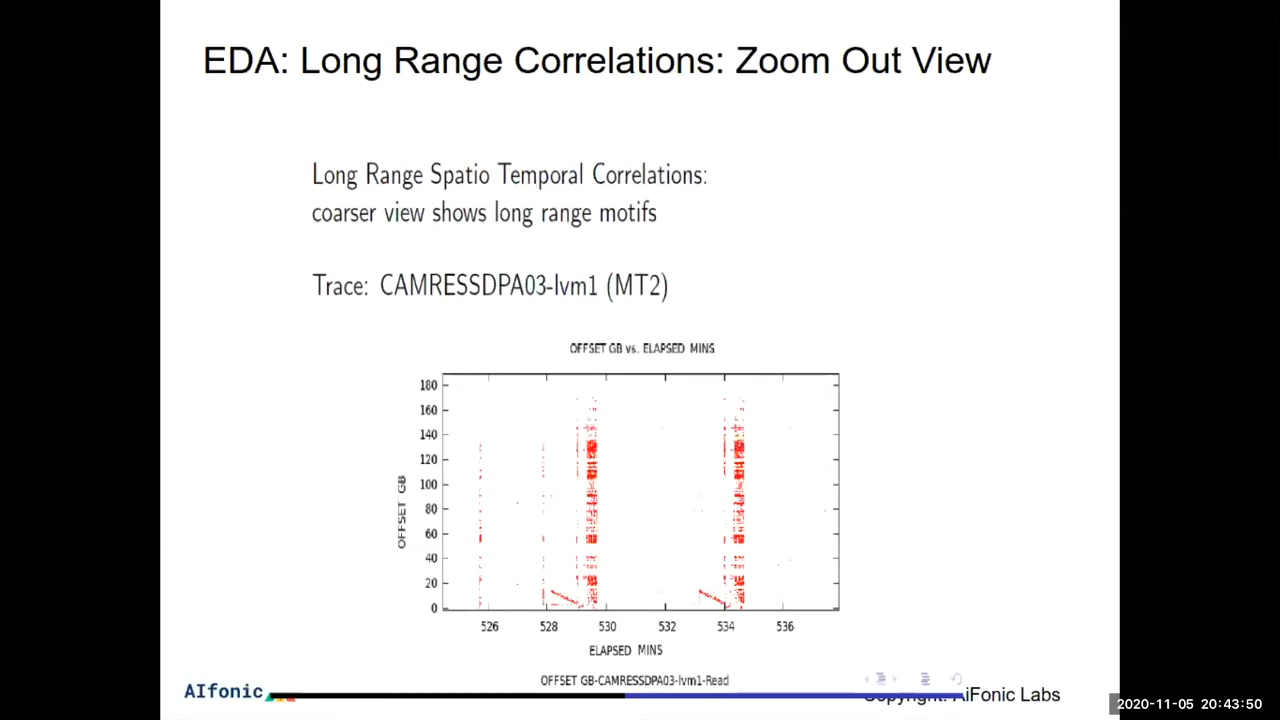 EDA: Long Range Correlations: Zoom Out View
Long Range Spatio Temporal Correlations:
coarser view shows long range motifs
Trace: CAMRESSDPA03-lvm1 (MT2)
OFFSET GB vs. ELAPSED MINS
180
160
140
120
100
80
60
40
20
0
OFFSET GB
526 528 530 532 534 536
ELAPSED MINS
OFFSET GB-CAMRESSDPA03-lvm1-Read
AIfonic
Copyright: AiFonic Labs
2020-11-05 20:43:50